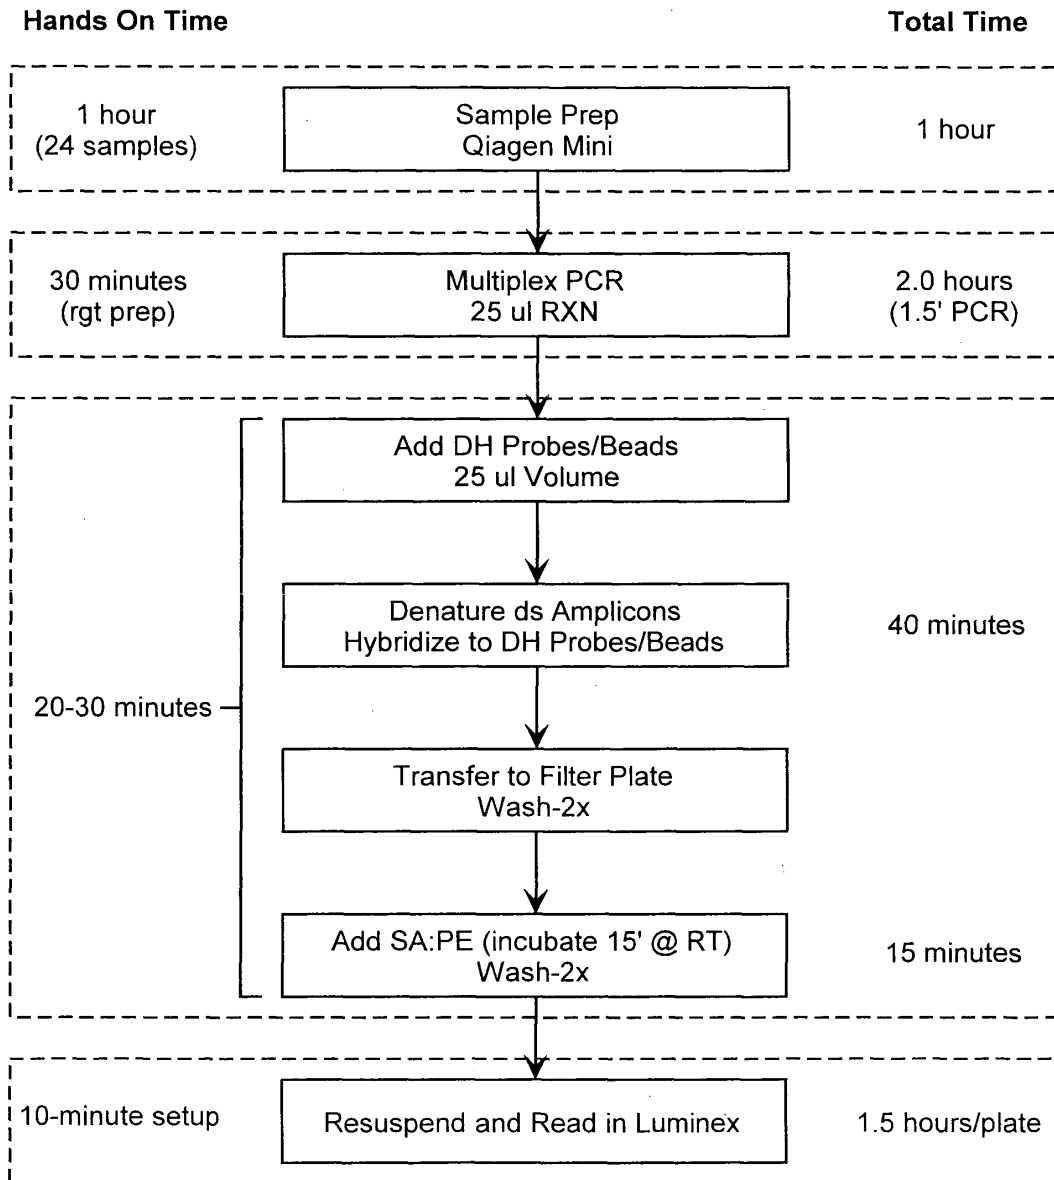 Hands On Time
Total Time
1 hour
(24 samples)
Sample Prep
Qiagen Mini
1 hour
30 minutes
(rgt prep)
Multiplex PCR
25 ul RXN
2.0 hours
(1.5' PCR)
Add DH Probes/Beads
25 ul Volume
Denature ds Amplicons
Hybridize to DH Probes/Beads
40 minutes
20-30 minutes
Transfer to Filter Plate
Wash-2x
Add SA:PE (incubate 15' @ RT)
Wash-2x
15 minutes
10-minute setup
Resuspend and Read in Luminex
1.5 hours/plate